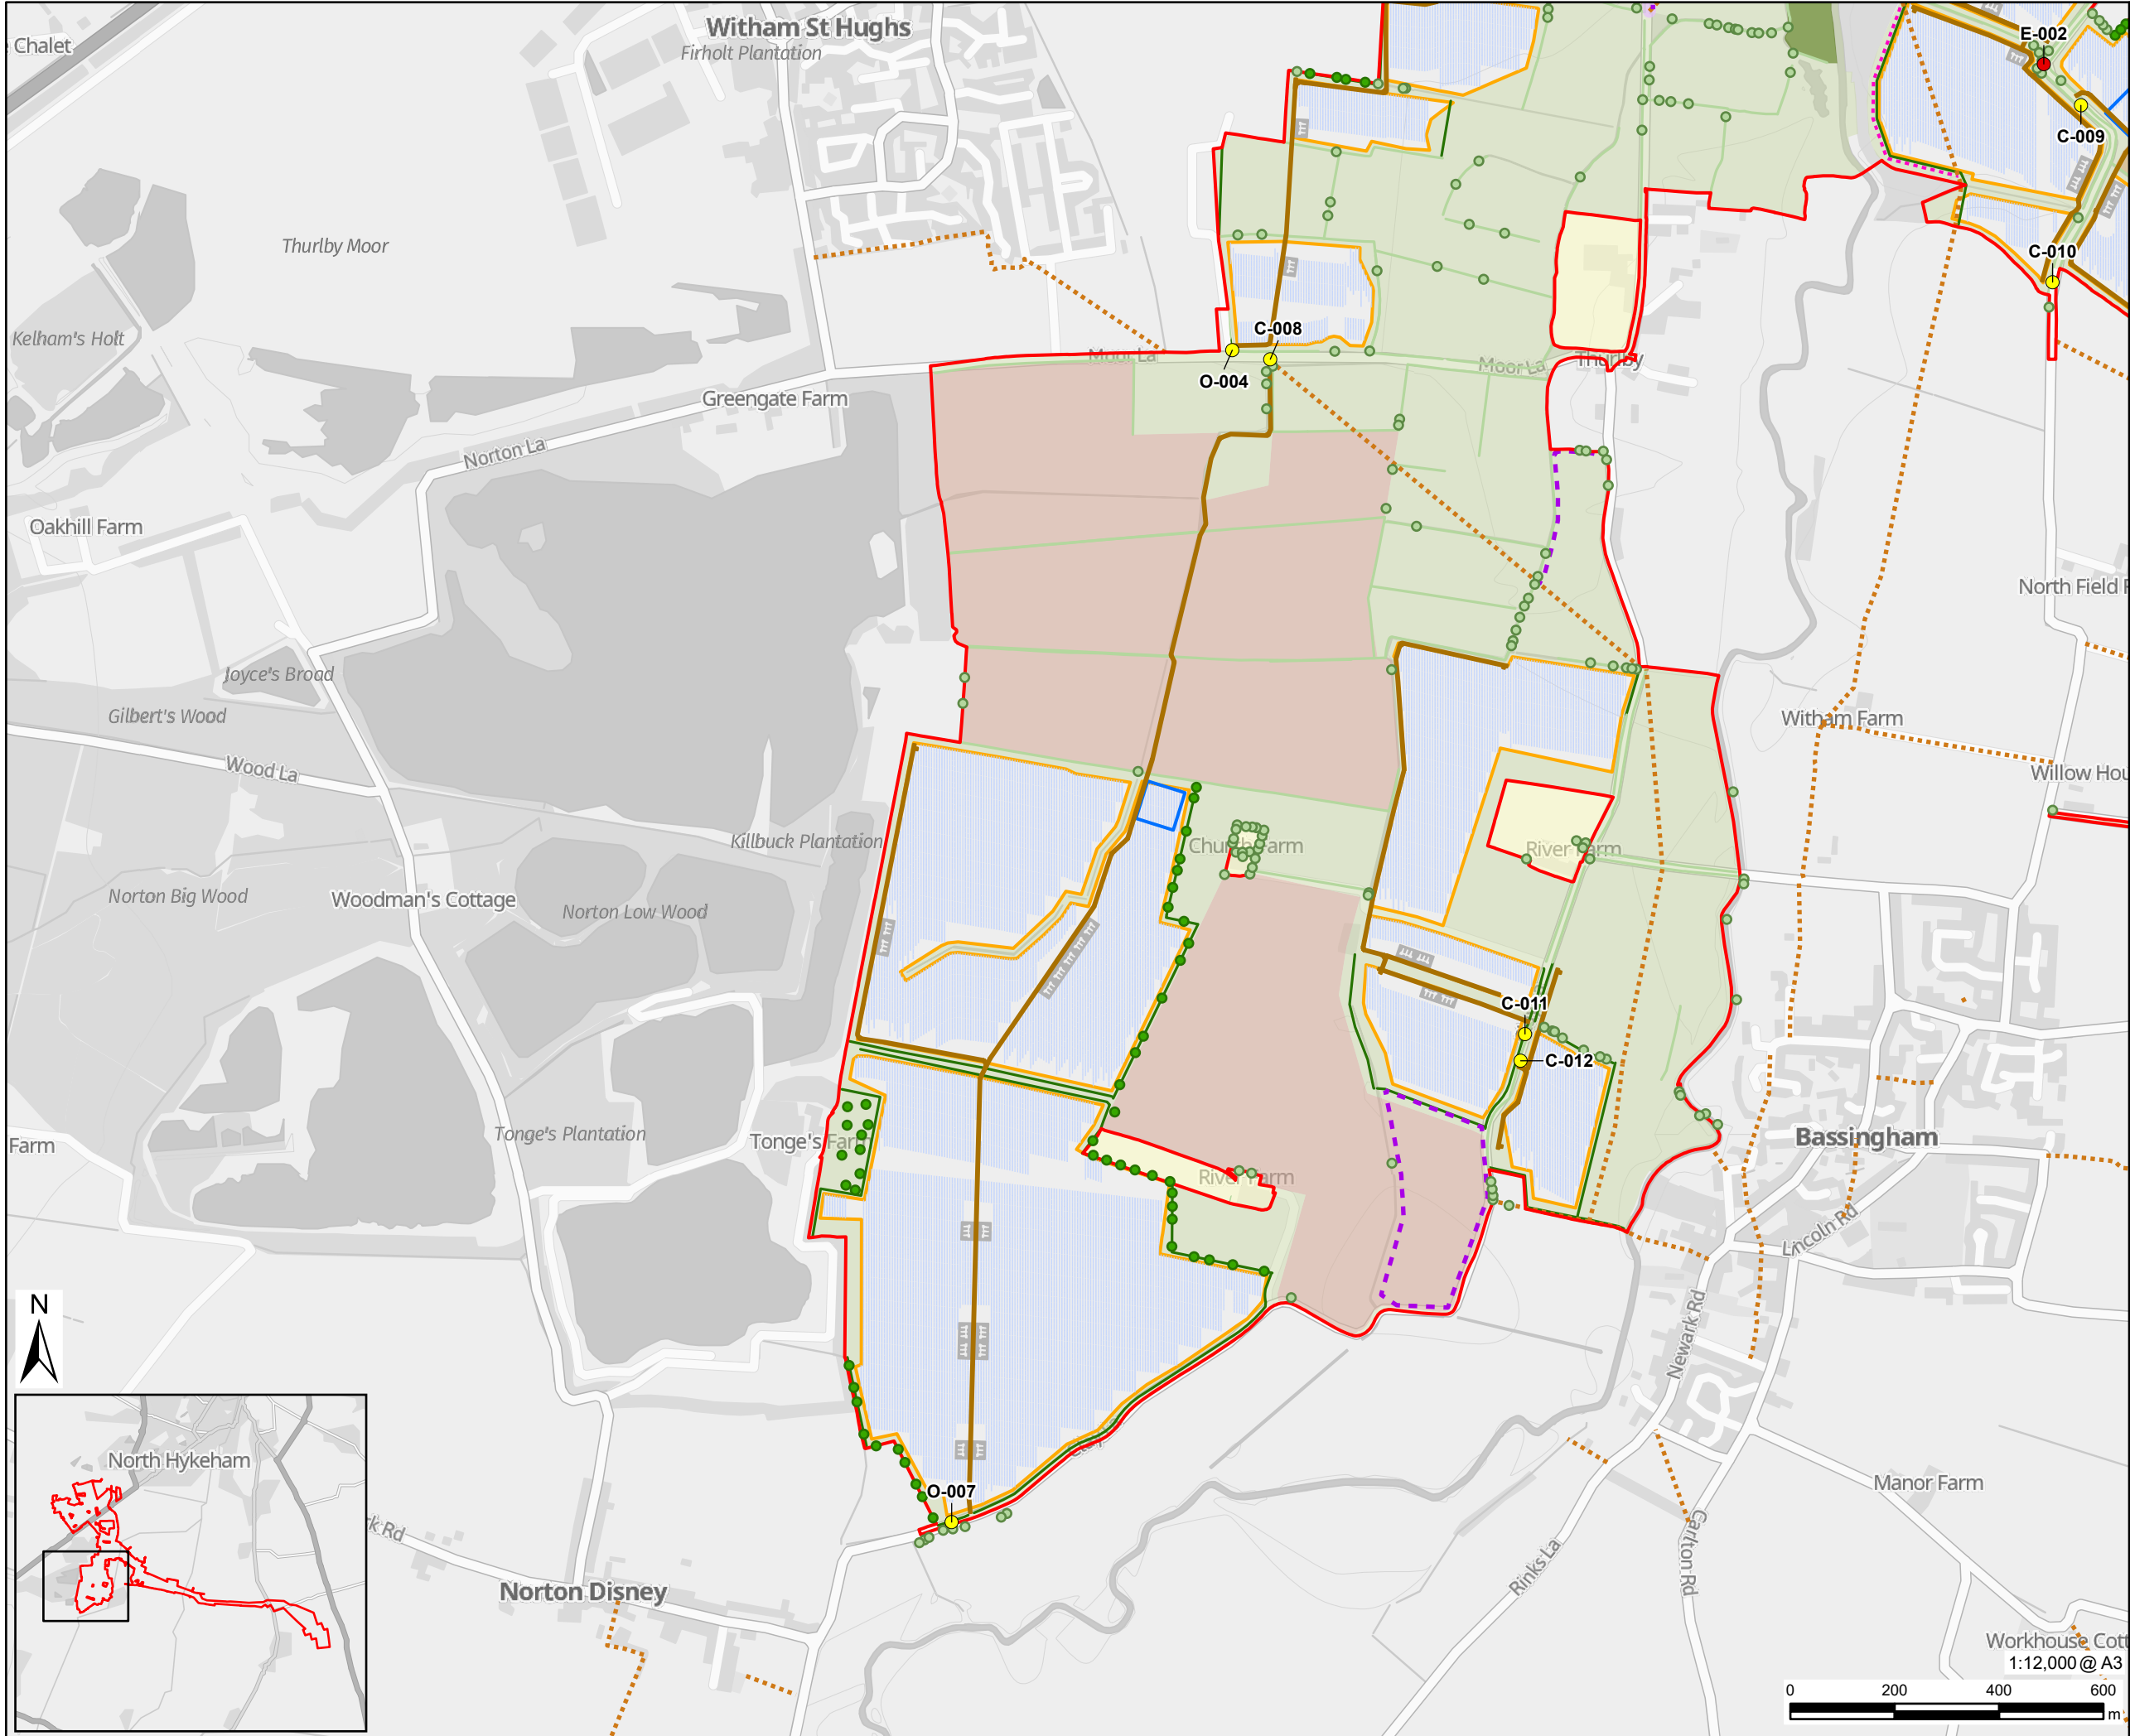 Chalet
Witham St Hughs
Firholt Plantation
E-002
C-009
Thurlby Moor
C-010
Kelham's Holt
C-008
Moor La
Moor La
Thurlby
O-004
Greengate Farm
Norton La
Oakhill Farm
North Field F
Joyce's Broad
Gilbert's Wood
Witham Farm
Wood La
Willow Hou
Killbuck Plantation
Church Farm
River Farm
Norton Big Wood
Woodman's Cottage
Norton Low Wood
C-011
C-012
Farm
Tonge's Plantation
Tonge's Farm
Bassingham
River Farm
Lincoln Rd
N
Newark Rd
North Hykeham
Manor Farm
O-007
rk Rd
Carlton Rd
Rinks La
Norton Disney
Workhouse Cott
1:12,000 @ A3
0 200 400 600
m